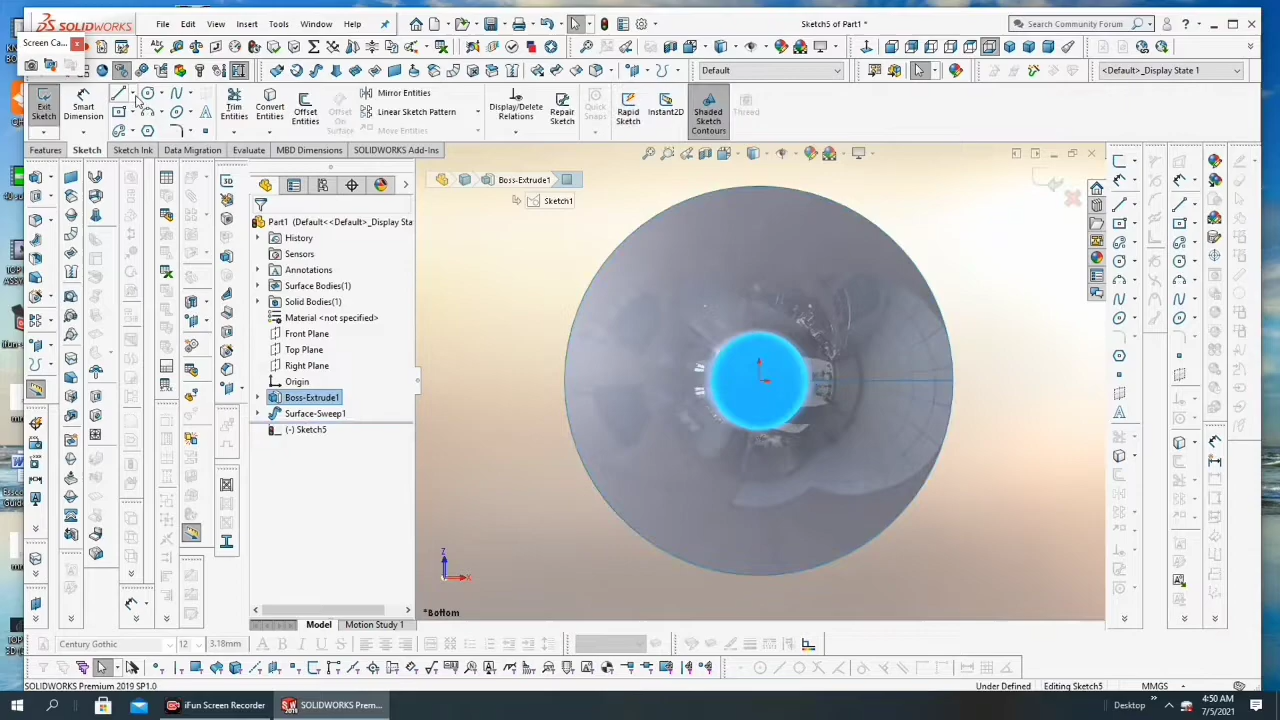 SOLIDWORKS File Edit View Insert Tools Window Help Sketch5 of Part1 * Search Community Forum
Screen Ca...
Default <Default>_Display State 1
Exit Sketch
Smart Dimension
Trim Entities
Convert Entities
Offset Entities
Offset On Surface
Mirror Entities
Linear Sketch Pattern
Move Entities
Display/Delete Relations
Repair Sketch
Quick Snaps
Rapid Sketch
Instant2D
Shaded Sketch Contours
Thread
Features Sketch Sketch Ink Data Migration Evaluate MBD Dimensions SOLIDWORKS Add-Ins
Boss-Extrude1
Sketch1
Part1 (Default<<Default>_Display Sta
History
Sensors
Annotations
Surface Bodies(1)
Solid Bodies(1)
Material <not specified>
Front Plane
Top Plane
Right Plane
Origin
Boss-Extrude1
Surface-Sweep1
(-) Sketch5
Z
X
*Bottom
Model Motion Study 1
Century Gothic 12 3.18mm
SOLIDWORKS Premium 2019 SP1.0 Under Defined Editing Sketch5 MMGS
iFun Screen Recorder SOLIDWORKS Prem... Desktop
4:50 AM
7/5/2021